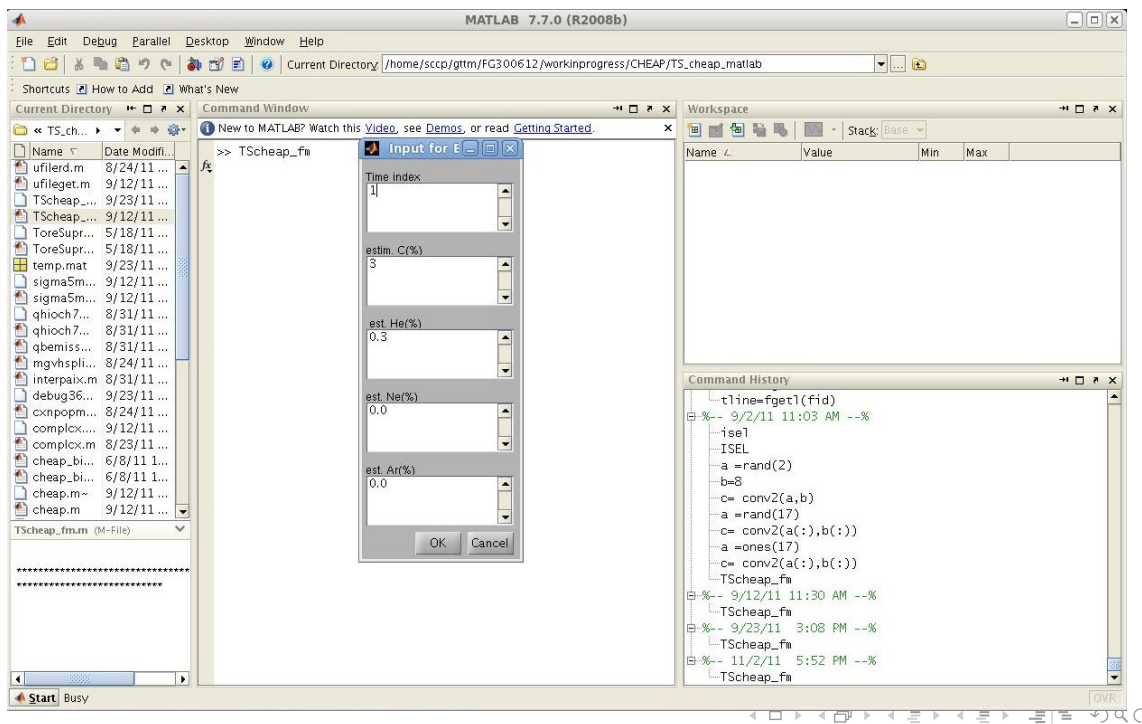 MATLAB 7.7.0 (R2008b)
File Edit Debug Parallel Desktop Window Help
Current Directory: /home/sccp/gttm/FG300612/workinprogress/CHEAP/TS_cheap_matlab
Shortcuts How to Add What's New
Current Directory
« TS_ch...
Name Date Modifi...
ufilerd.m 8/24/11 ...
ufileget.m 9/12/11 ...
TScheap_... 9/23/11 ...
TScheap_... 9/12/11 ...
ToreSupr... 5/18/11 ...
ToreSupr... 5/18/11 ...
temp.mat 9/23/11 ...
sigma5m... 9/12/11 ...
sigma5m... 9/12/11 ...
qhioch7... 8/31/11 ...
qhioch7... 8/31/11 ...
qbemiss... 8/31/11 ...
mgvhspli... 8/24/11 ...
interpaix.m 8/31/11 ...
debug36... 9/23/11 ...
cxnpopm... 8/24/11 ...
complcx.... 9/12/11 ...
complcx.m 8/23/11 ...
cheap_bi... 6/8/11 1...
cheap_bi... 6/8/11 1...
cheap.m~ 9/12/11 ...
cheap.m 9/12/11 ...
TScheap_fm.m (M-File)
********************************
***************************
Start Busy
Command Window
New to MATLAB? Watch this Video, see Demos, or read Getting Started.
fx >> TScheap_fm
Input for E
Time index
1
estim. C(%)
3
est. He(%)
0.3
est. Ne(%)
0.0
est. Ar(%)
0.0
OK Cancel
Workspace
Stack: Base
Name Value Min Max
Command History
tline=fgetl(fid)
%-- 9/2/11 11:03 AM --%
isel
ISEL
a =rand(2)
b=8
c= conv2(a,b)
a =rand(17)
c= conv2(a(:),b(:))
a =ones(17)
c= conv2(a(:),b(:))
TScheap_fm
%-- 9/12/11 11:30 AM --%
TScheap_fm
%-- 9/23/11 3:08 PM --%
TScheap_fm
%-- 11/2/11 5:52 PM --%
TScheap_fm
OVR